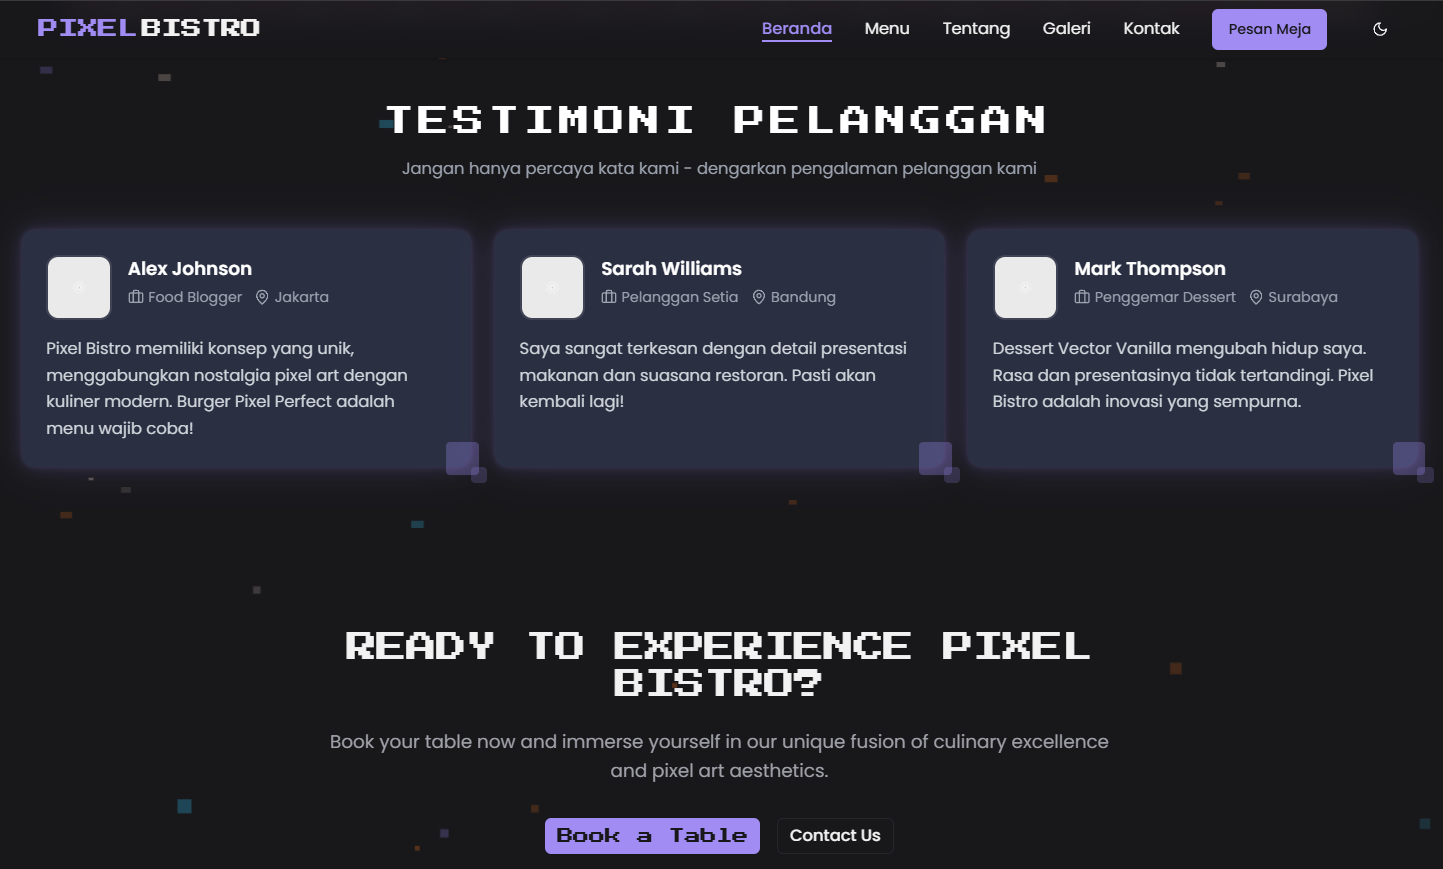 PIXELBISTRO
Beranda Menu Tentang Galeri Kontak Pesan Meja
TESTIMONI PELANGGAN
Jangan hanya percaya kata kami - dengarkan pengalaman pelanggan kami
Alex Johnson
Food Blogger Jakarta
Pixel Bistro memiliki konsep yang unik,
menggabungkan nostalgia pixel art dengan
kuliner modern. Burger Pixel Perfect adalah
menu wajib coba!
Sarah Williams
Pelanggan Setia Bandung
Saya sangat terkesan dengan detail presentasi
makanan dan suasana restoran. Pasti akan
kembali lagi!
Mark Thompson
Penggemar Dessert Surabaya
Dessert Vector Vanilla mengubah hidup saya.
Rasa dan presentasinya tidak tertandingi. Pixel
Bistro adalah inovasi yang sempurna.
READY TO EXPERIENCE PIXEL
BISTRO?
Book your table now and immerse yourself in our unique fusion of culinary excellence
and pixel art aesthetics.
Book a Table
Contact Us